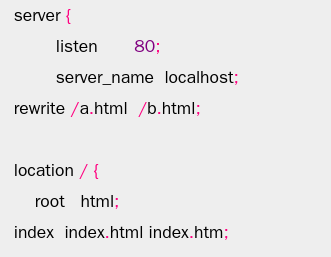 server {
listen 80;
server_name localhost;
rewrite /a.html /b.html;
location / {
root html;
index index.html index.htm;